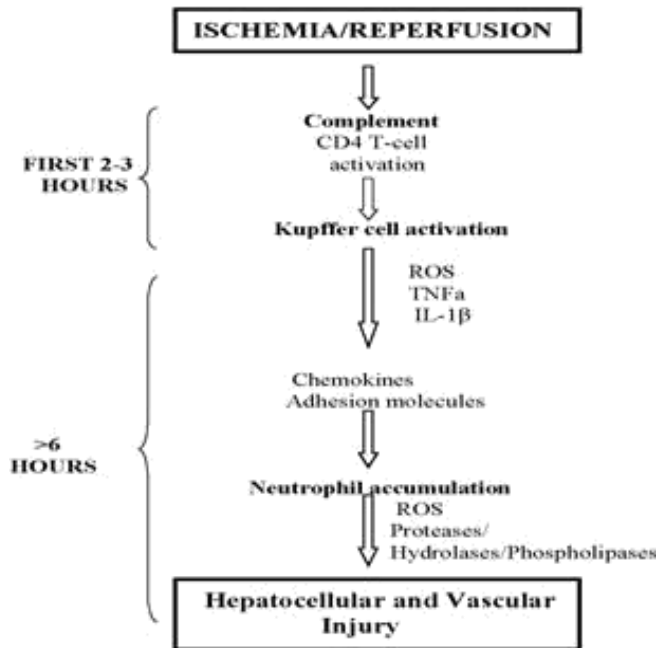 ISCHEMIA/REPERFUSION
Complement
CD4 T-cell
activation
FIRST 2-3
HOURS
Kupffer cell activation
ROS
TNFa
IL-1β
Chemokines
Adhesion molecules
>6
HOURS
Neutrophil accumulation
ROS
Proteases/
Hydrolases/Phospholipases
Hepatocellular and Vascular
Injury